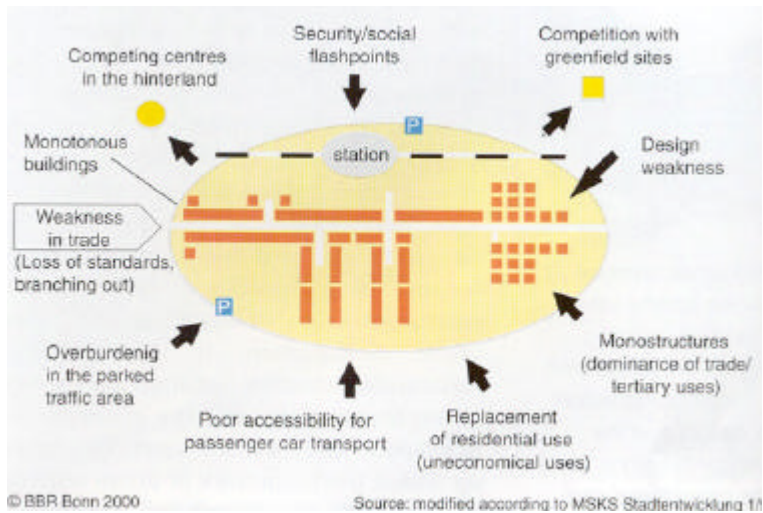 Security/social
flashpoints
Competition with
greenfield sites
Competing centres
in the hinterland
P
station
Monotonous
buildings
Design
weakness
Weakness
in trade
(Loss of standards,
branching out)
P
Monostructures
(dominance of trade/
tertiary uses)
Overburdenig
in the parked
traffic area
Poor accessibility for
passenger car transport
Replacement
of residential use
(uneconomical uses)
© BBR Bonn 2000
Source: modified according to MSKS Stadtentwicklung